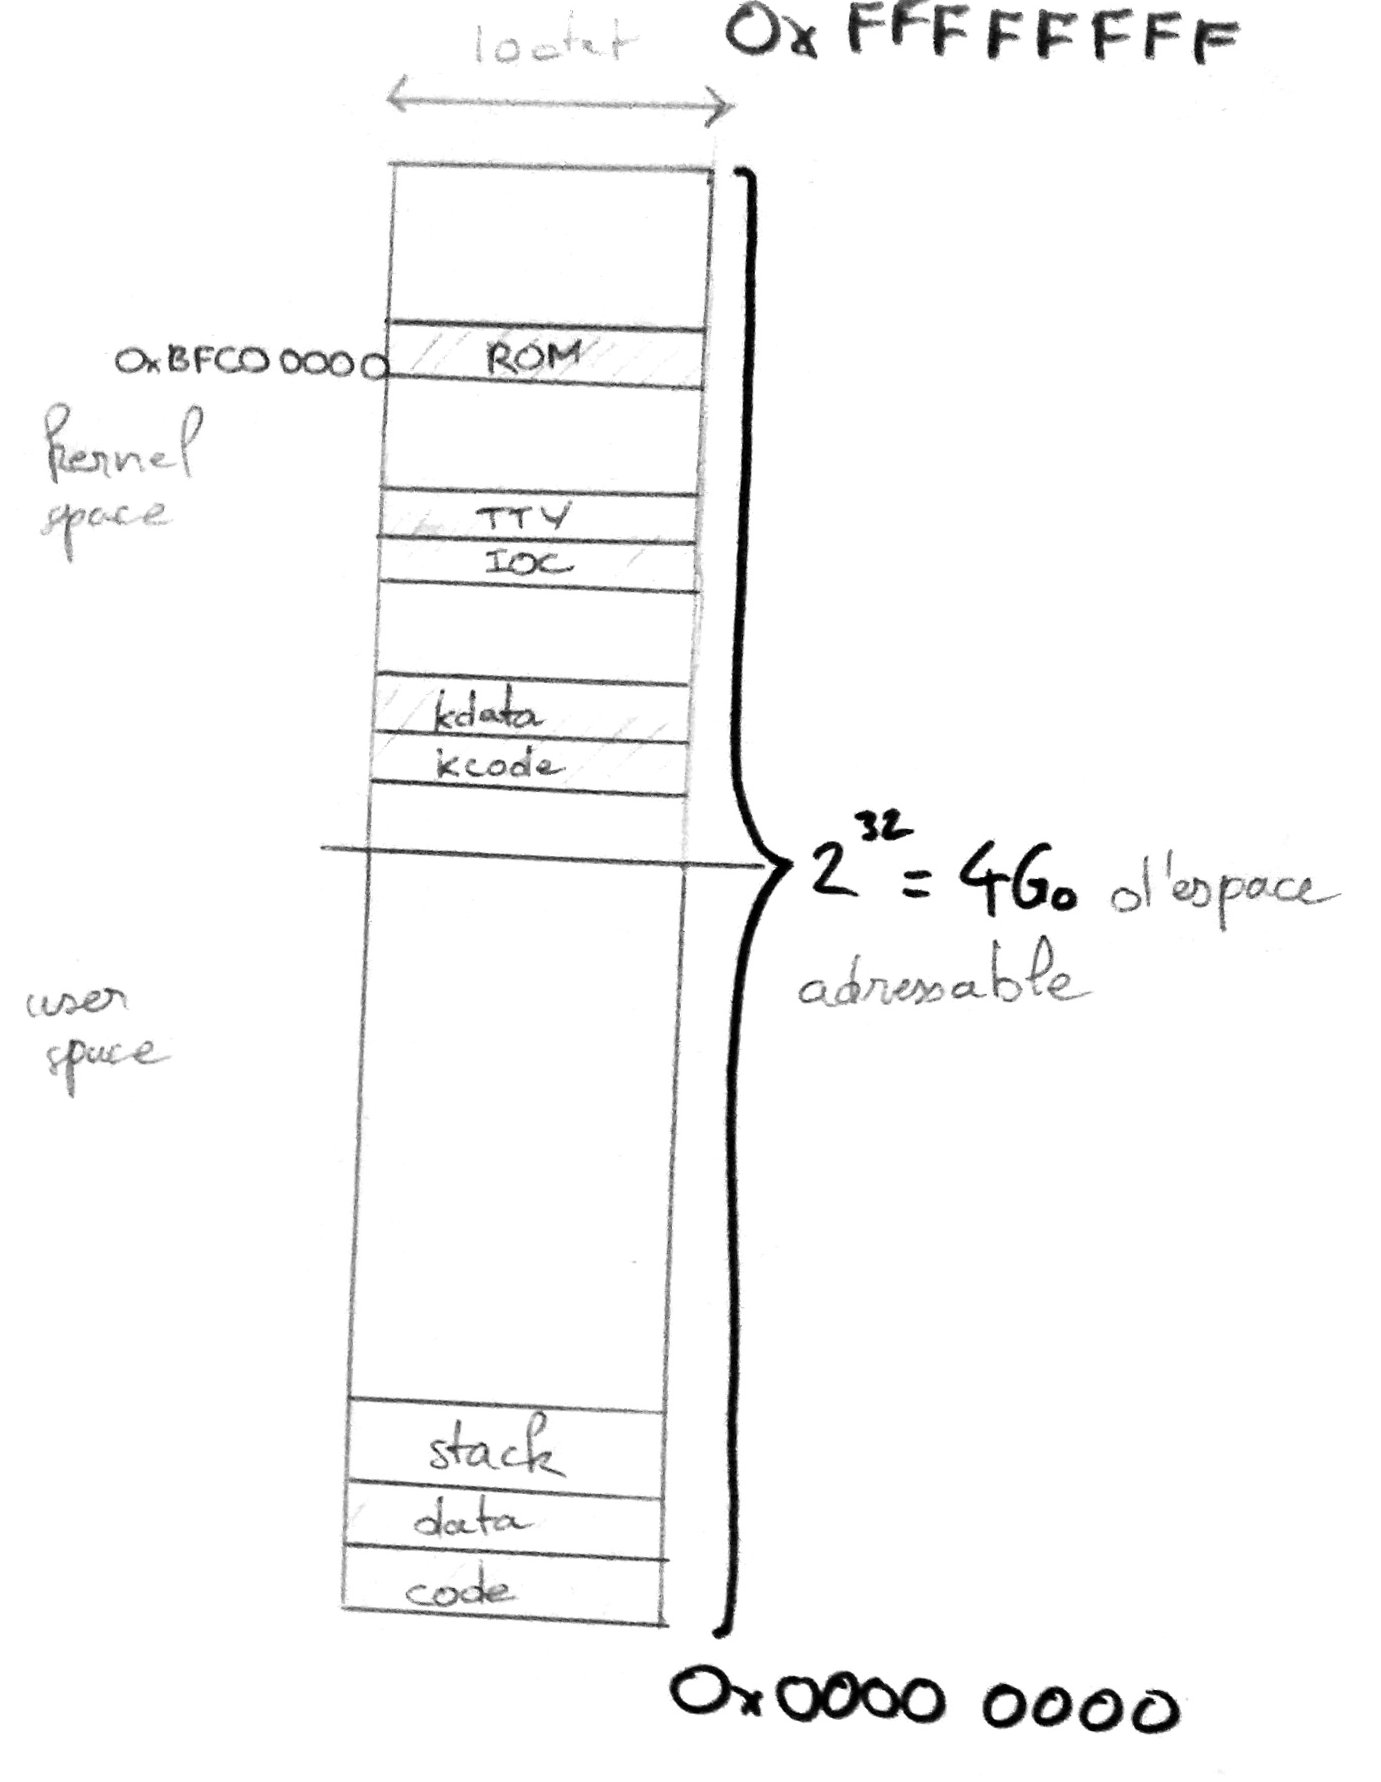 1 octet
0x FFFFFFFF
ROM
0xBFC0 0000
kernel
space
TTY
IOC
kdata
kcode
2^32 = 4Go d'espace
adressable
user
space
stack
data
code
0x0000 0000